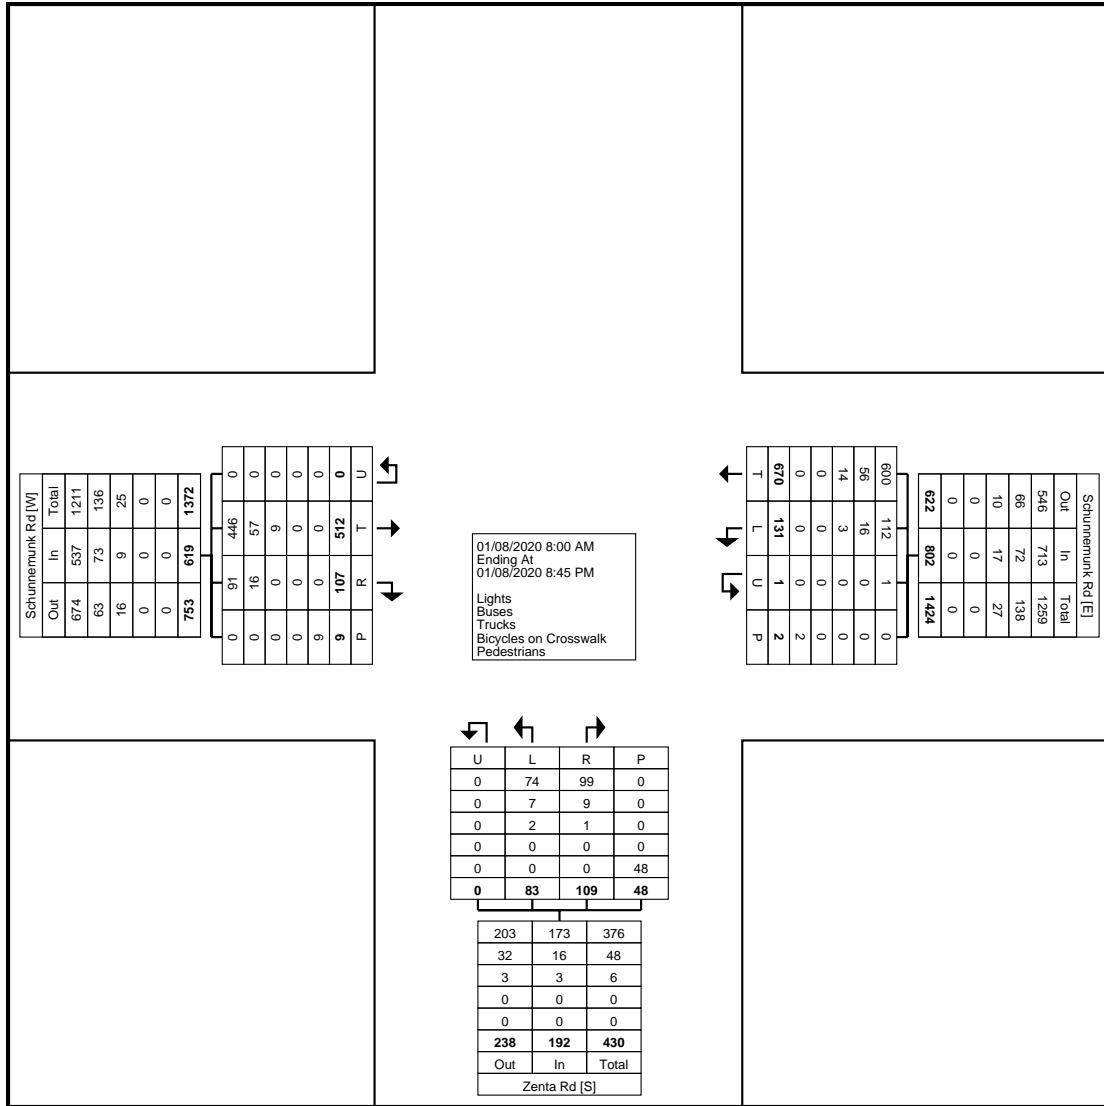 Schunnemunk Rd [W]
Out In Total
674 537 1211
63 73 136
16 9 25
0 0 0
0 0 0
753 619 1372
0 91 446 0
0 16 57 0
0 0 9 0
0 0 0 0
9 0 0 0
9 107 512 0
P R T U
01/08/2020 8:00 AM
Ending At
01/08/2020 8:45 PM
Lights
Buses
Trucks
Bicycles on Crosswalk
Pedestrians
Schunnemunk Rd [E]
Out In Total
546 713 1259
66 72 138
10 17 27
0 0 0
0 0 0
622 802 1424
600 112 1 0
56 16 0 0
14 3 0 0
0 0 0 0
0 0 0 2
670 131 1 2
T L U P
U L R P
0 74 99 0
0 7 9 0
0 2 1 0
0 0 0 0
0 0 0 48
0 83 109 48
203 173 376
32 16 48
3 3 6
0 0 0
0 0 0
238 192 430
Out In Total
Zenta Rd [S]